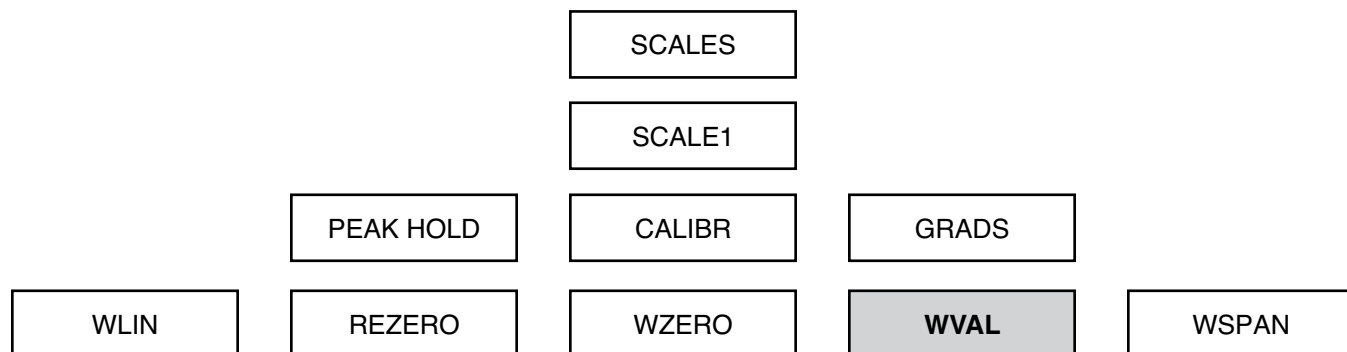 SCALES
SCALE1
PEAK HOLD CALIBR GRADS
WLIN REZERO WZERO WVAL WSPAN